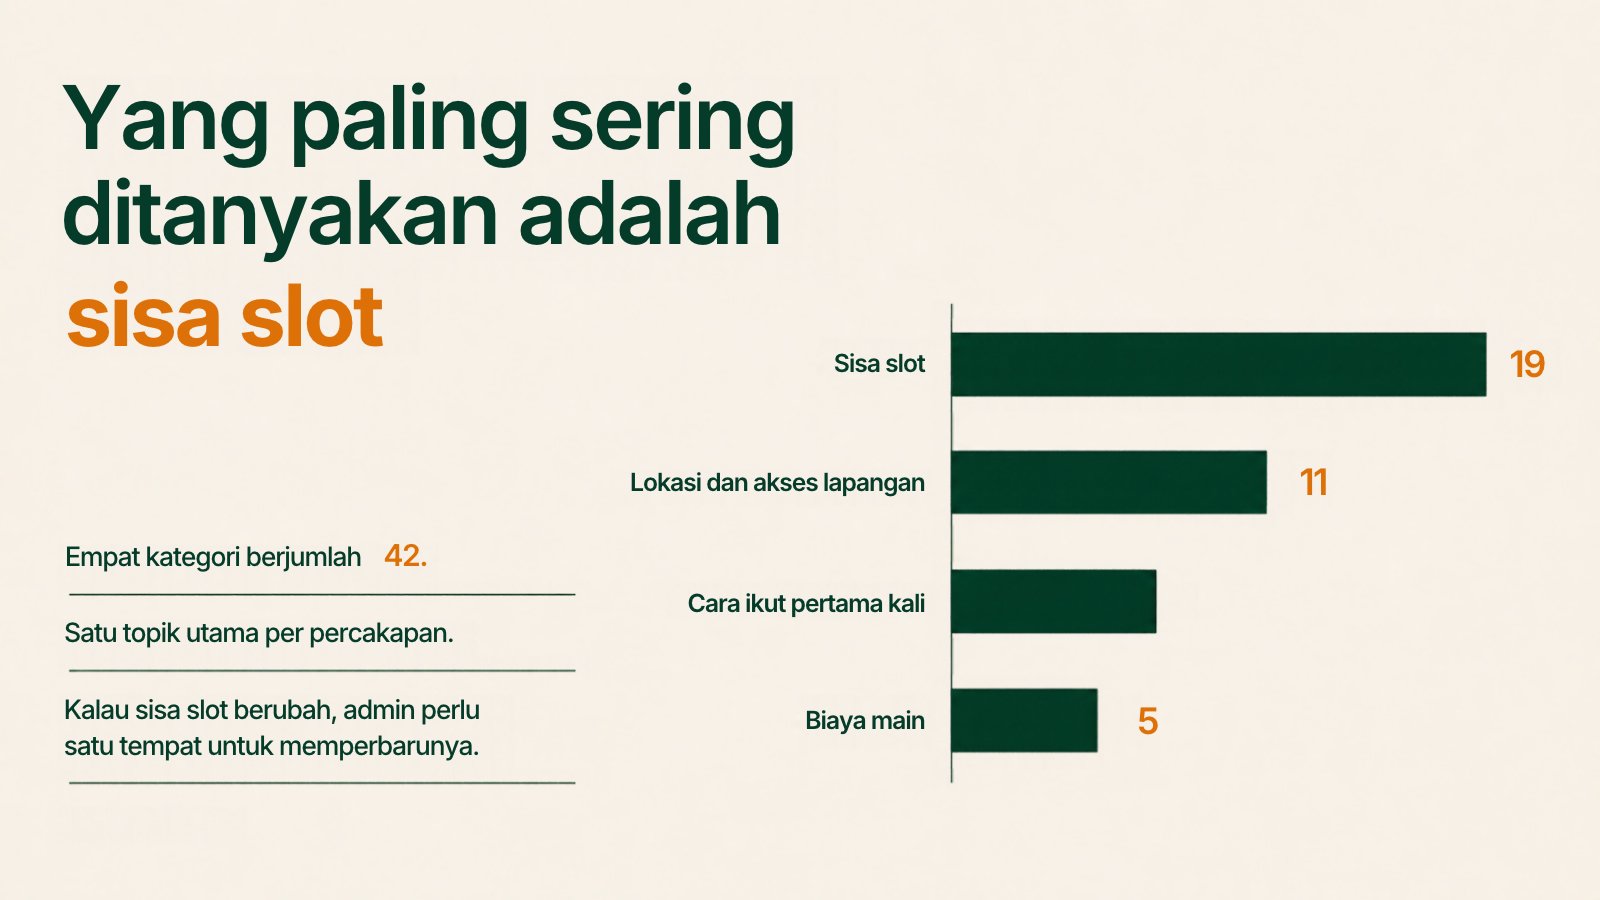 Yang paling sering
ditanyakan adalah
sisa slot
Sisa slot
19
Lokasi dan akses lapangan
11
Cara ikut pertama kali
Biaya main
5
Empat kategori berjumlah 42.
Satu topik utama per percakapan.
Kalau sisa slot berubah, admin perlu
satu tempat untuk memperbarunya.